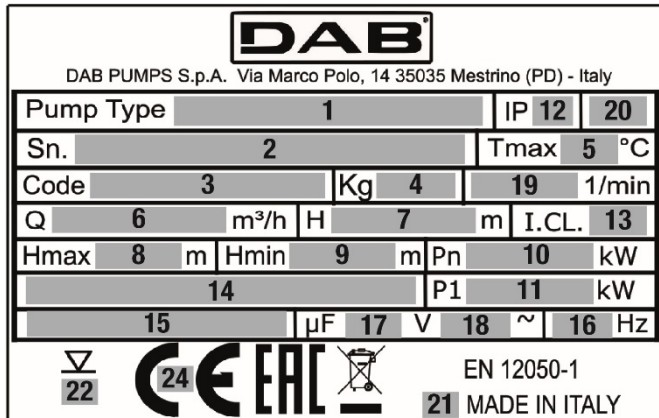 DAB
DAB PUMPS S.p.A. Via Marco Polo, 14 35035 Mestrino (PD) - Italy
Pump Type 1 IP 12 20
Sn. 2 Tmax 5 °C
Code 3 Kg 4 19 1/min
Q 6 m³/h H 7 m I.CL. 13
Hmax 8 m Hmin 9 m Pn 10 kW
14 P1 11 kW
15 µF 17 V 18 ~ 16 Hz
22 CE 24 EAC EN 12050-1
21 MADE IN ITALY